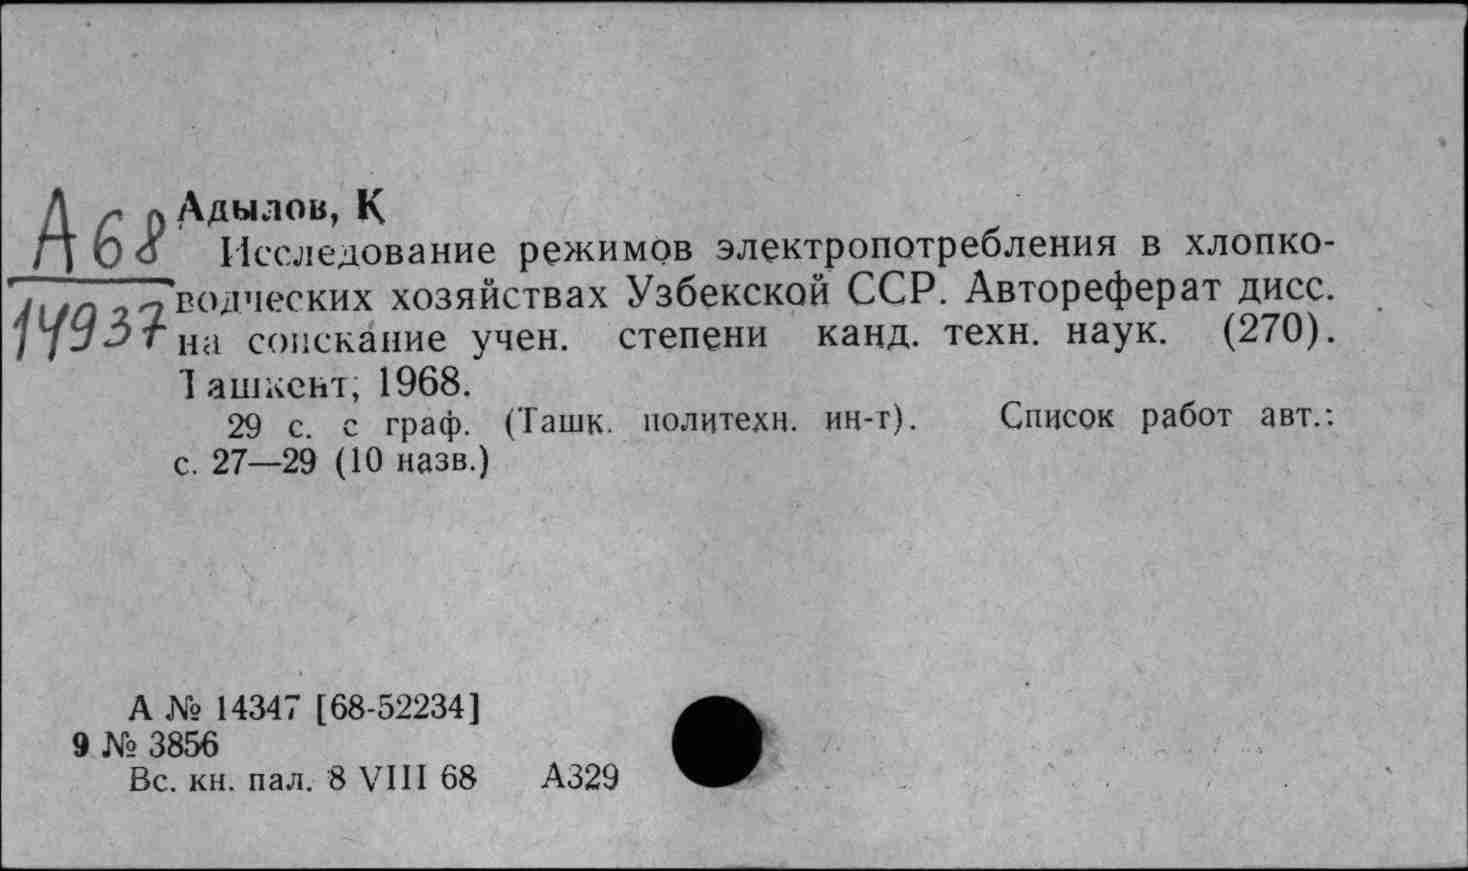 А68
14937
Адылов, К
Исследование режимов электропотребления в хлопко-
водческих хозяйствах Узбекской ССР. Автореферат дисс.
на соискание учен. степени канд. техн. наук. (270).
Ташкент, 1968.
29 с. с граф. (Ташк. политехн. ин-т). Список работ авт.:
с. 27—29 (10 назв.)
А № 14347 [68-52234]
9 № 3856
Вс. кн. пал. 8 VIII 68 А329